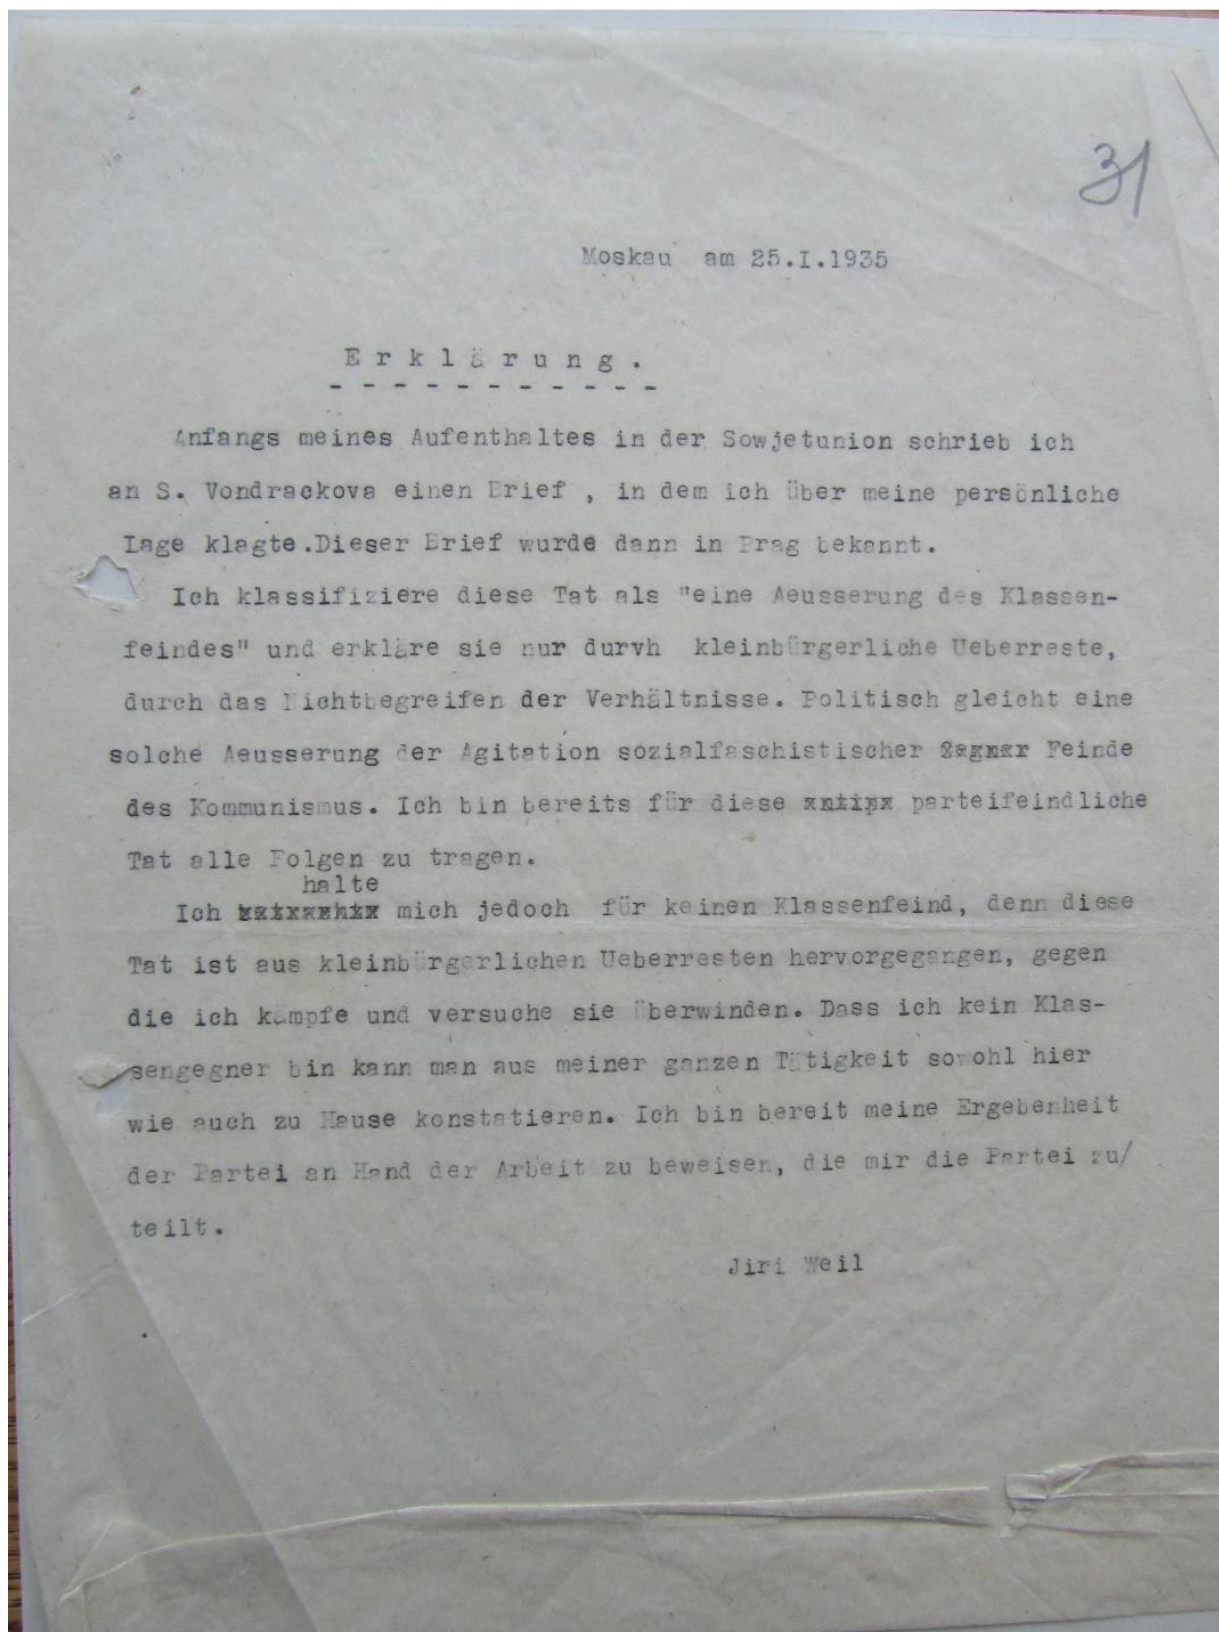 31
Moskau am 25.I.1935
Erklärung.
- - - - - - - - - - -
Anfangs meines Aufenthaltes in der Sowjetunion schrieb ich
an S. Vondrackova einen Brief , in dem ich über meine persönliche
Lage klagte.Dieser Brief wurde dann in Prag bekannt.
Ich klassifiziere diese Tat als "eine Aeusserung des Klassen-
feindes" und erkläre sie nur durvh kleinbürgerliche Ueberreste,
durch das Nichtbegreifen der Verhältnisse. Politisch gleicht eine
solche Aeusserung der Agitation sozialfaschistischer Feinde
des Kommunismus. Ich bin bereits für diese parteifeindliche
Tat alle Folgen zu tragen.
halte
Ich mich jedoch für keinen Klassenfeind, denn diese
Tat ist aus kleinbürgerlichen Ueberresten hervorgegangen, gegen
die ich kämpfe und versuche sie überwinden. Dass ich kein Klas-
sengegner bin kann man aus meiner ganzen Tätigkeit sowohl hier
wie auch zu Hause konstatieren. Ich bin bereit meine Ergebenheit
der Partei an Hand der Arbeit zu beweisen, die mir die Partei zu/
teilt.
Jiri Weil